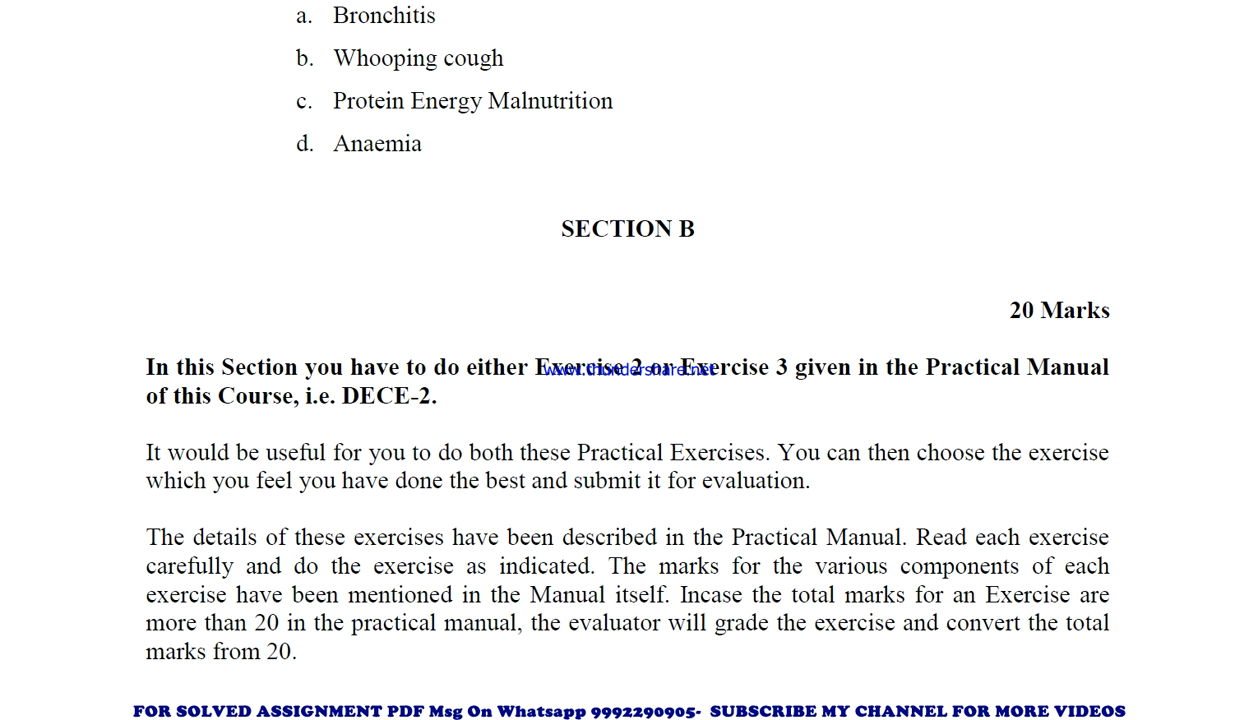 a. Bronchitis
b. Whooping cough
c. Protein Energy Malnutrition
d. Anaemia
SECTION B
20 Marks
In this Section you have to do either Exercise 2 or Exercise 3 given in the Practical Manual
www.thundershare.net
of this Course, i.e. DECE-2.
It would be useful for you to do both these Practical Exercises. You can then choose the exercise
which you feel you have done the best and submit it for evaluation.
The details of these exercises have been described in the Practical Manual. Read each exercise
carefully and do the exercise as indicated. The marks for the various components of each
exercise have been mentioned in the Manual itself. Incase the total marks for an Exercise are
more than 20 in the practical manual, the evaluator will grade the exercise and convert the total
marks from 20.
FOR SOLVED ASSIGNMENT PDF Msg On Whatsapp 9992290905- SUBSCRIBE MY CHANNEL FOR MORE VIDEOS